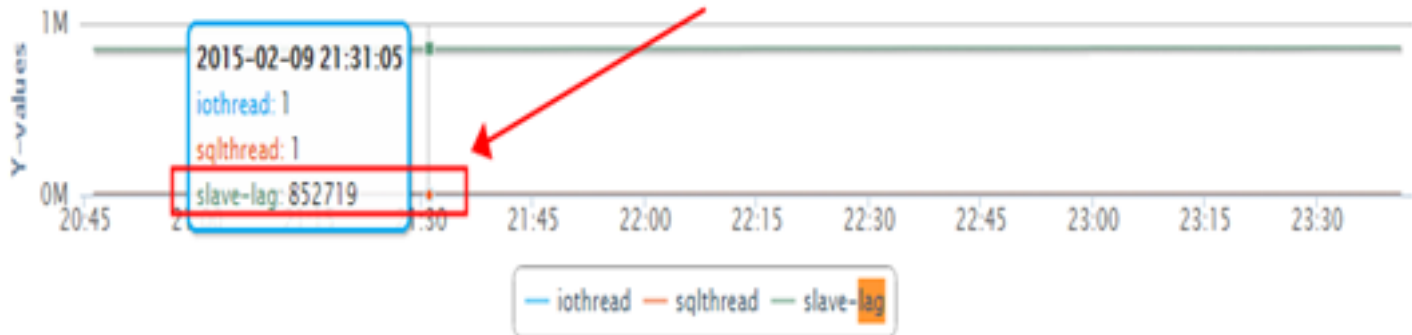 1M
Y-values
2015-02-09 21:31:05
iothread: 1
sqlthread: 1
slave-lag: 852719
0M
20:45 21:30 21:45 22:00 22:15 22:30 22:45 23:00 23:15 23:30
iothread sqlthread slave-lag